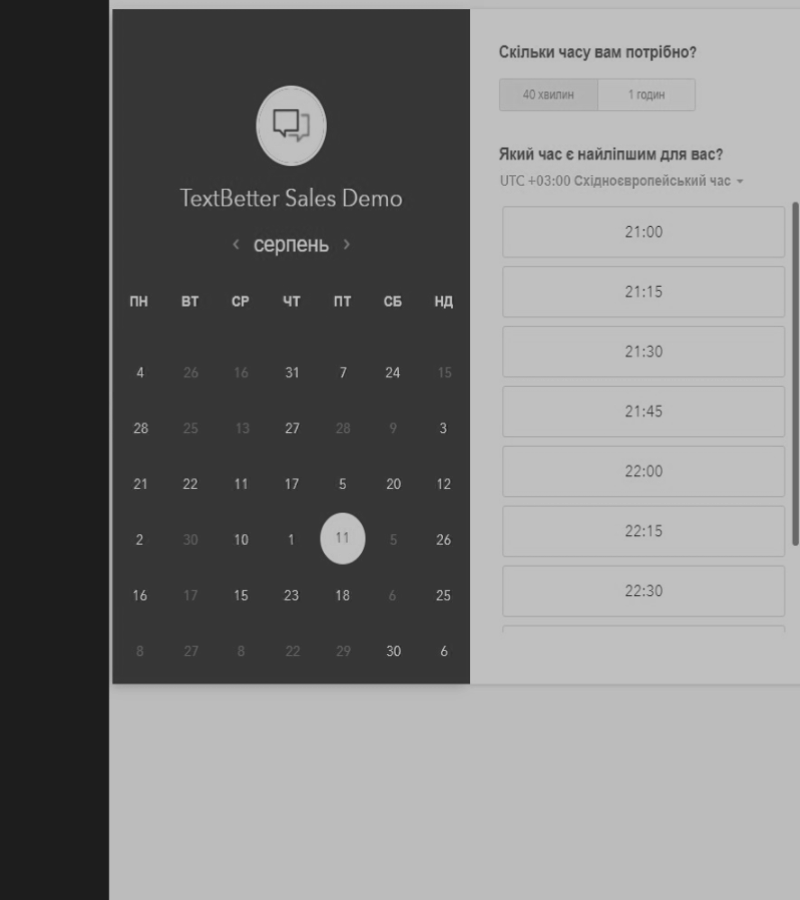 Скільки часу вам потрібно?
40 хвилин 1 годин
TextBetter Sales Demo
‹ серпень ›
ПН ВТ СР ЧТ ПТ СБ НД
4 26 16 31 7 24 15
28 25 13 27 28 9 3
21 22 11 17 5 20 12
2 30 10 1 11 5 26
16 17 15 23 18 6 25
8 27 8 22 29 30 6
Який час є найліпшим для вас?
UTC +03:00 Східноєвропейський час
21:00
21:15
21:30
21:45
22:00
22:15
22:30